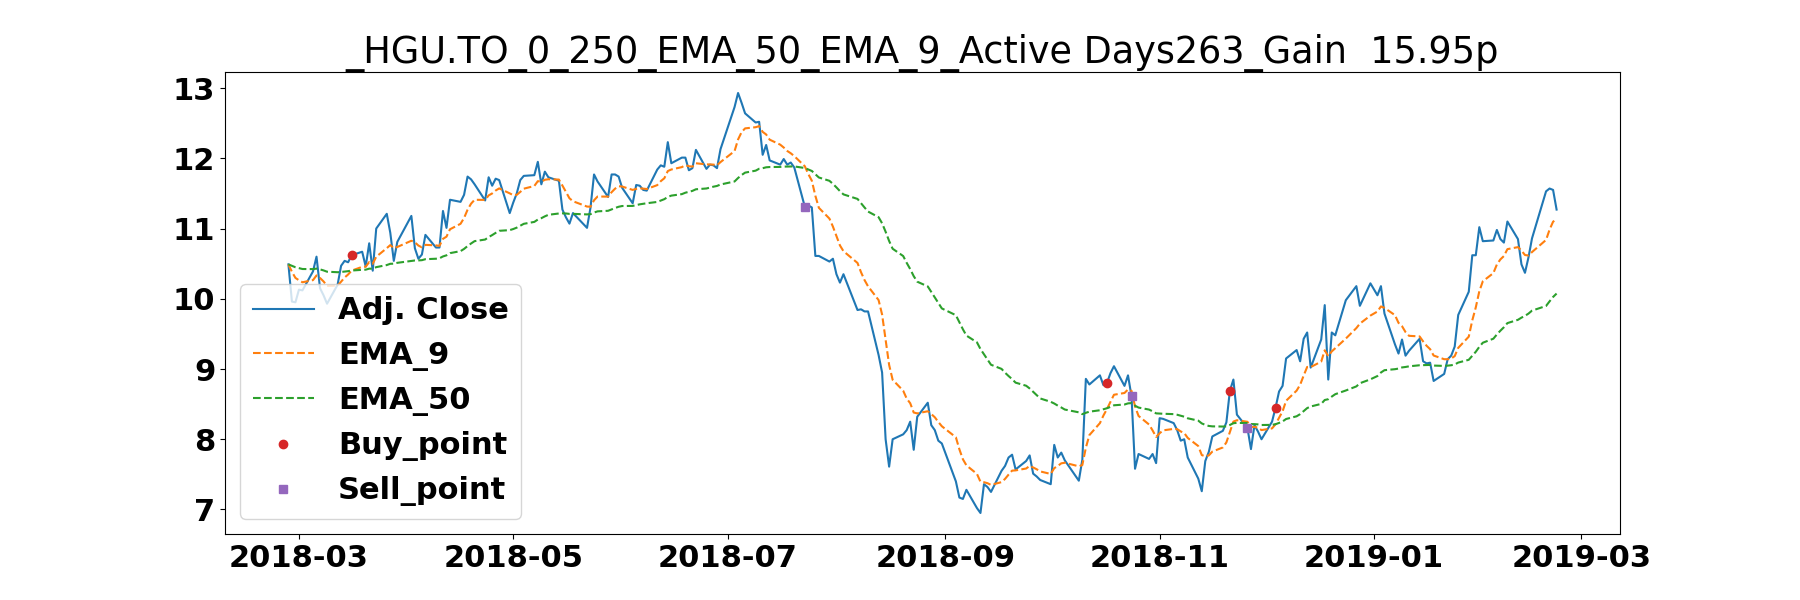 _HGU.TO_0_250_EMA_50_EMA_9_Active Days263_Gain  15.95p
13
12
11
10
9
8
7
Adj. Close
EMA_9
EMA_50
Buy_point
Sell_point
2018-03 2018-05 2018-07 2018-09 2018-11 2019-01 2019-03